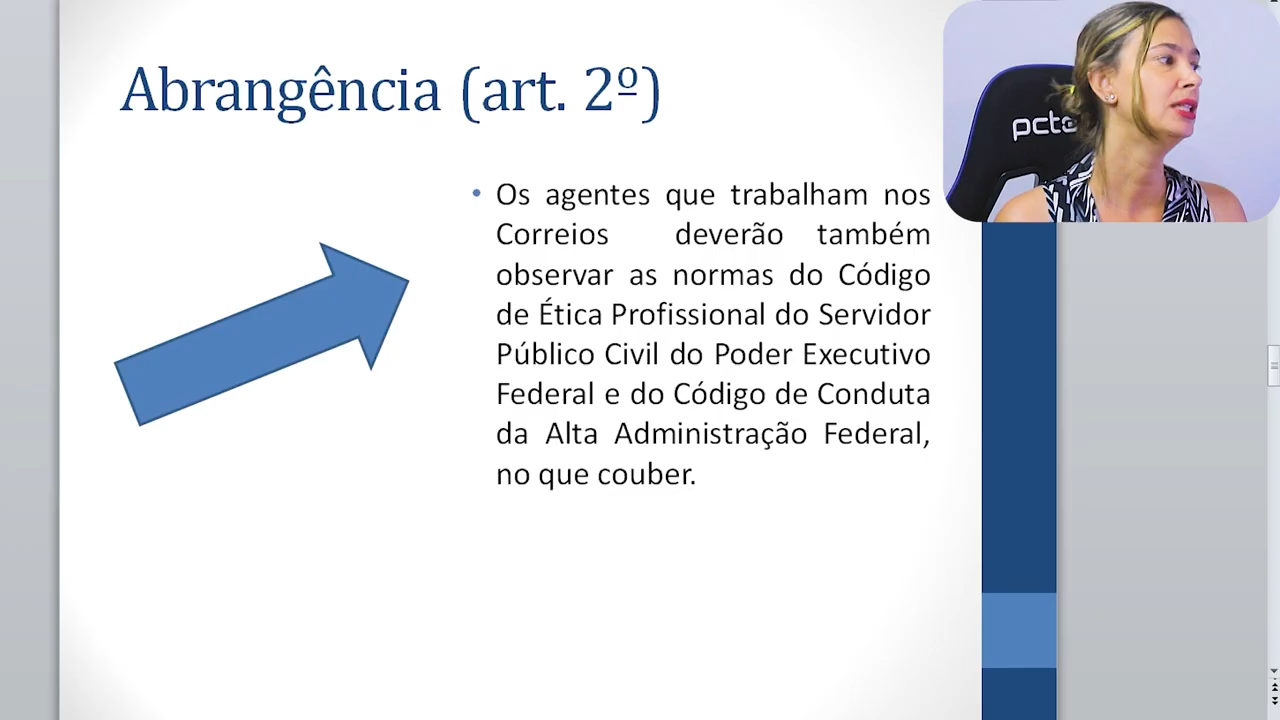 Abrangência (art. 2º)
pcto
• Os agentes que trabalham nos
Correios deverão também
observar as normas do Código
de Ética Profissional do Servidor
Público Civil do Poder Executivo
Federal e do Código de Conduta
da Alta Administração Federal,
no que couber.